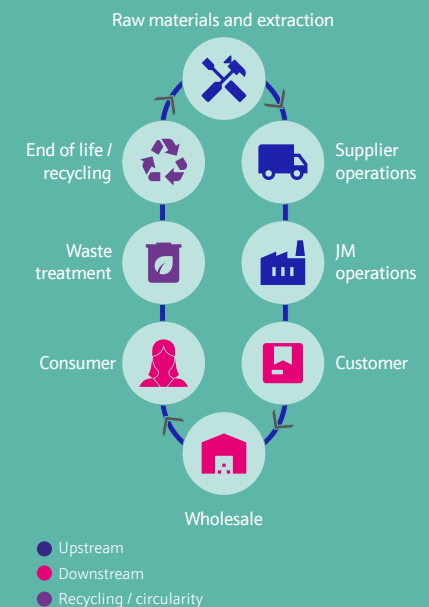 Raw materials and extraction
End of life /
recycling
Supplier
operations
Waste
treatment
JM
operations
Consumer
Customer
Wholesale
Upstream
Downstream
Recycling / circularity